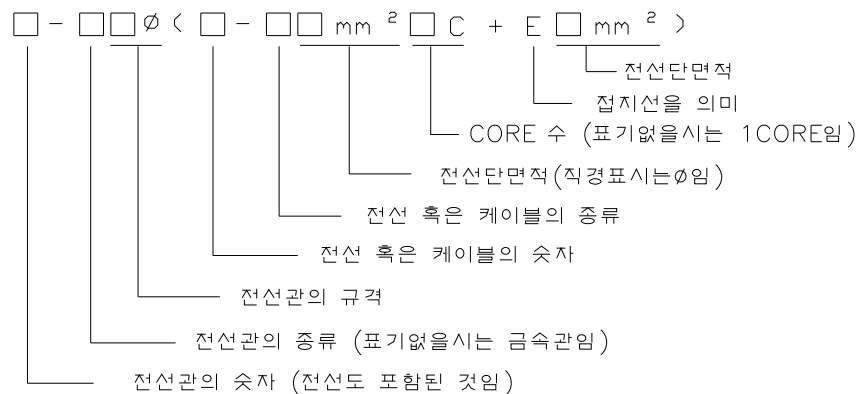 □-□□ø(□-□□mm²□C+E□mm²)
전선단면적
접지선을 의미
CORE 수 (표기없을시는 1CORE임)
전선단면적(직경표시는ø임)
전선 혹은 케이블의 종류
전선 혹은 케이블의 숫자
전선관의 규격
전선관의 종류 (표기없을시는 금속관임)
전선관의 숫자 (전선도 포함된 것임)